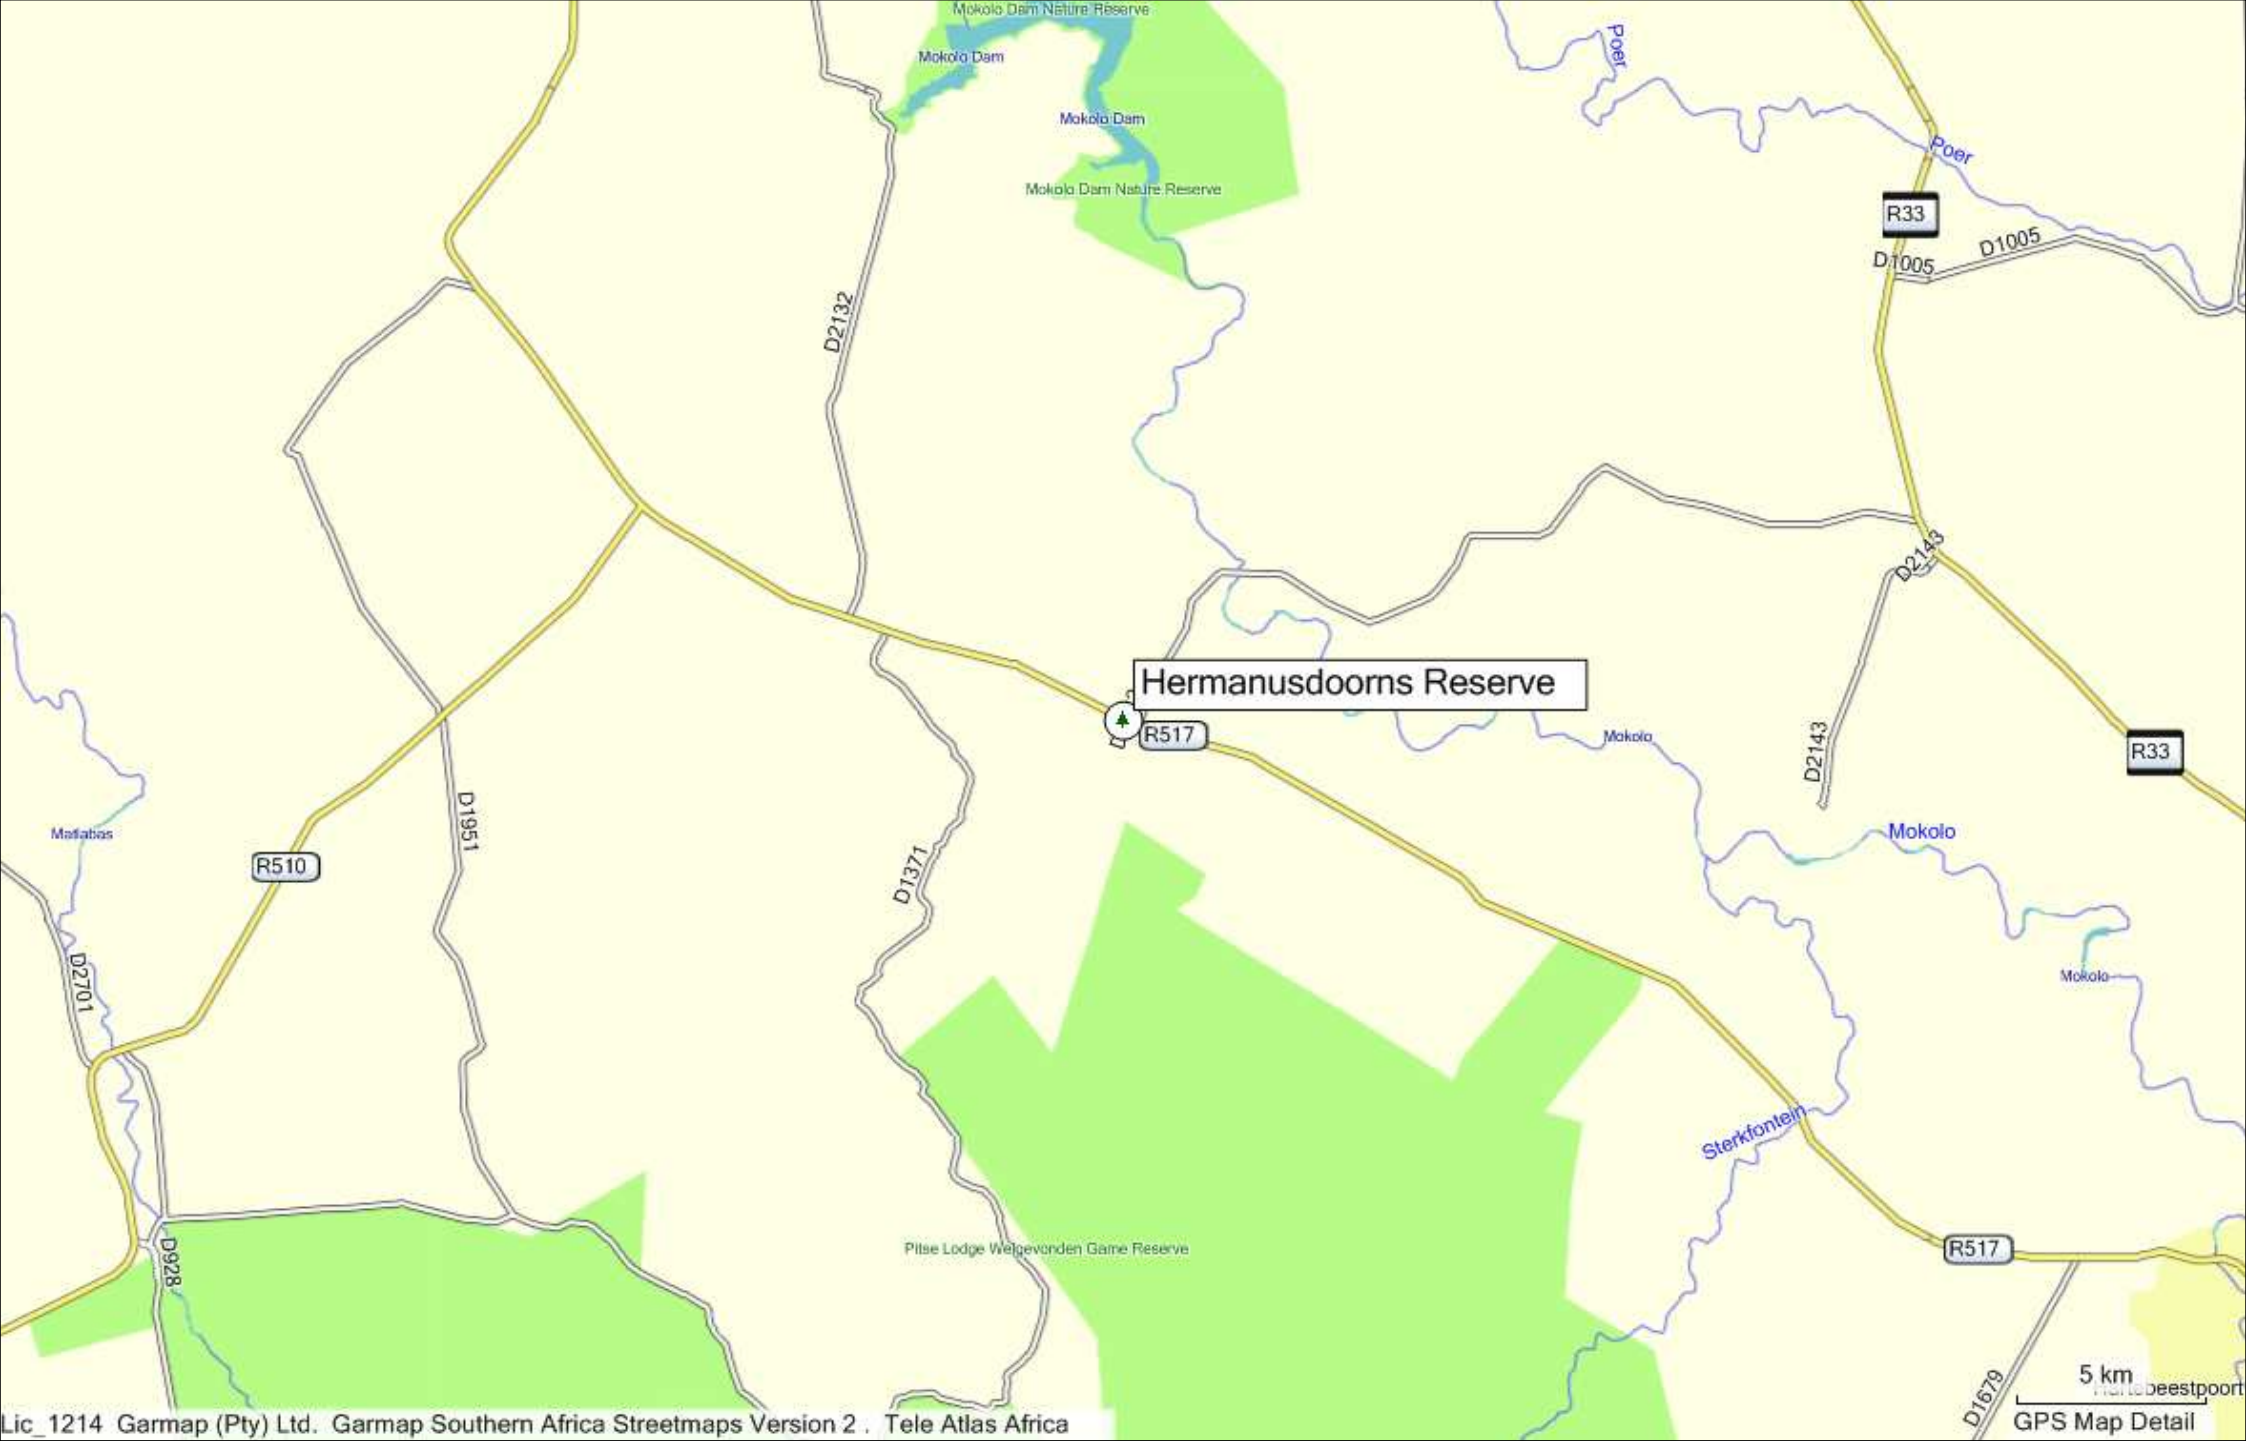 Mokolo Dam Nature Reserve
Mokolo Dam
Poer
Mokolo Dam
Poer
Mokolo Dam Nature Reserve
R33
D1005
D1005
D2132
D2143
Hermanusdoorns Reserve
R517
Mokolo
D2143
R33
D1951
Matlabas
Mokolo
R510
D1371
D2701
Mokolo
Sterkfontein
Pitse Lodge Welgevonden Game Reserve
R517
D928
5 km
D1679
GPS Map Detail
Lic_1214 Garmap (Pty) Ltd. Garmap Southern Africa Streetmaps Version 2 . Tele Atlas Africa